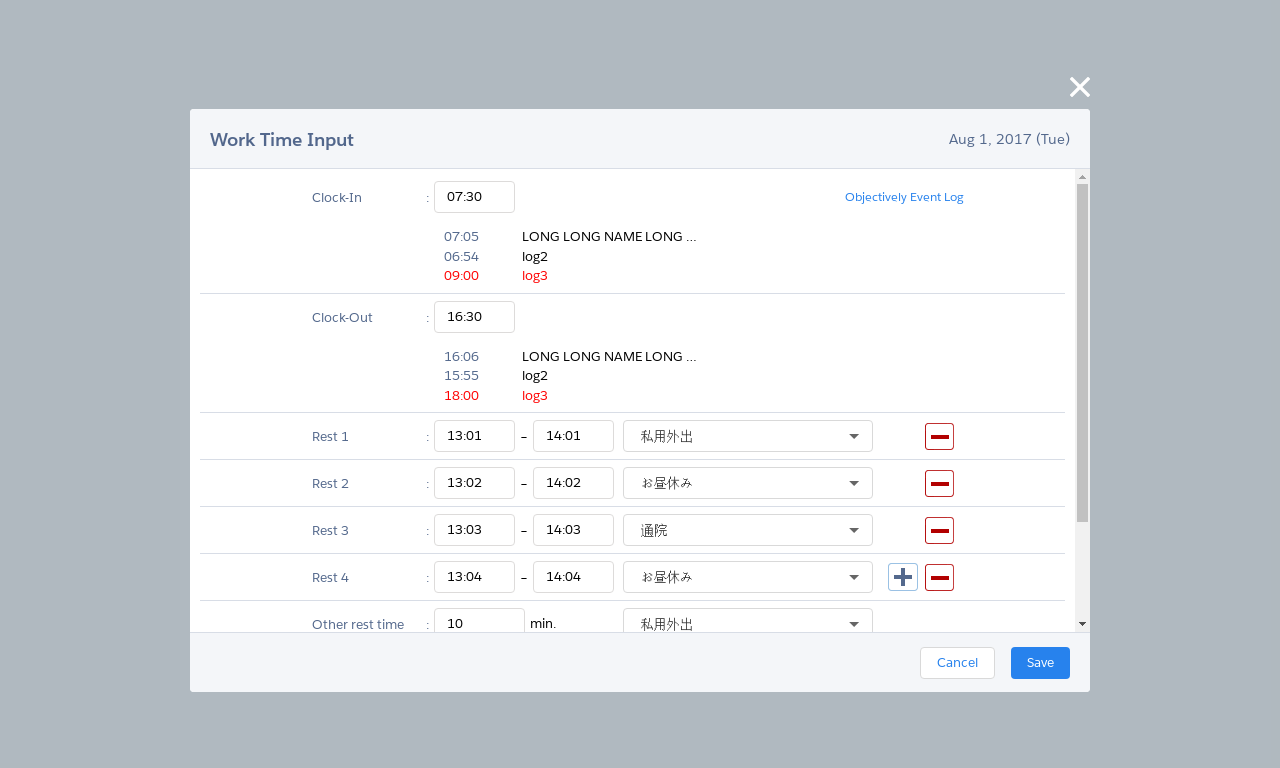 Work Time Input Aug 1, 2017 (Tue)
Clock-In : 07:30 Objectively Event Log
07:05 LONG LONG NAME LONG ...
06:54 log2
09:00 log3
Clock-Out : 16:30
16:06 LONG LONG NAME LONG ...
15:55 log2
18:00 log3
Rest 1 : 13:01 – 14:01 私用外出
Rest 2 : 13:02 – 14:02 お昼休み
Rest 3 : 13:03 – 14:03 通院
Rest 4 : 13:04 – 14:04 お昼休み
Other rest time : 10 min. 私用外出
Cancel Save